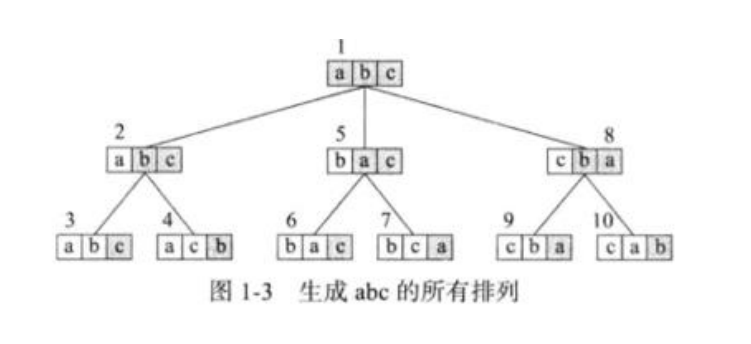 1
a b c
2 5 8
a b c b a c c b a
3 4 6 7 9 10
a b c a c b b a c b c a c b a c a b
图 1-3 生成 abc 的所有排列